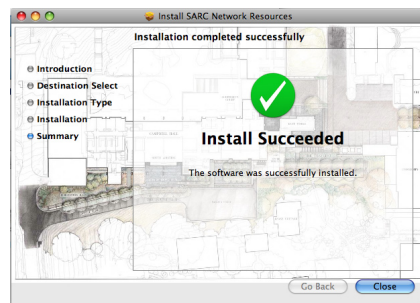 Install SARC Network Resources
Installation completed successfully
Introduction
Destination Select
Installation Type
Installation
Summary
Install Succeeded
The software was successfully installed.
Go Back
Close